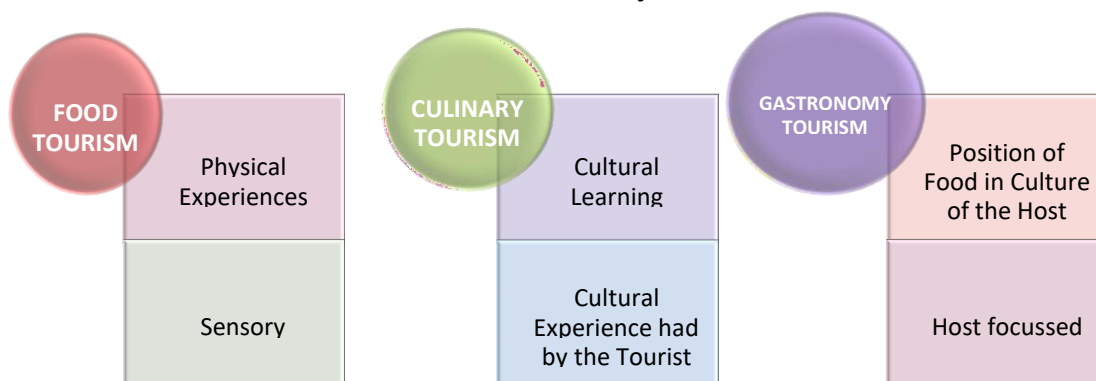 FOOD
TOURISM
Physical
Experiences
Sensory
CULINARY
TOURISM
Cultural
Learning
Cultural
Experience had
by the Tourist
GASTRONOMY
TOURISM
Position of
Food in Culture
of the Host
Host focussed